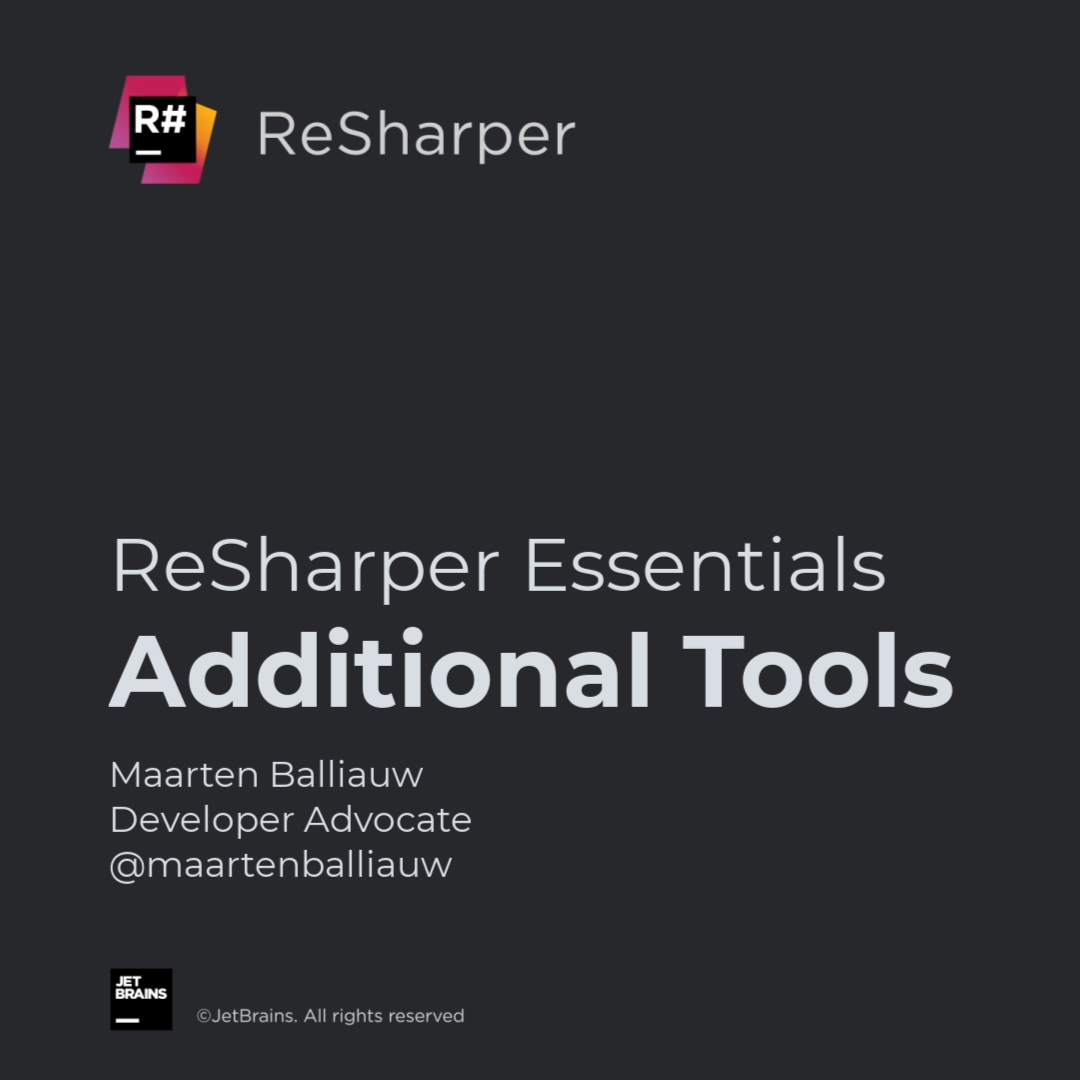 R#
ReSharper
ReSharper Essentials
Additional Tools
Maarten Balliauw
Developer Advocate
@maartenballiauw
JET
BRAINS
©JetBrains. All rights reserved